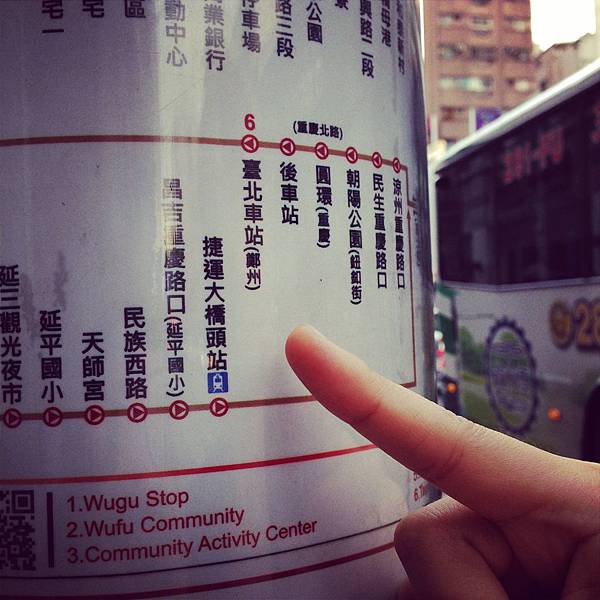 宅一
宅
動中心
區
業銀行
停車場
路三段
公園
寮
興路二段
6
(重慶北路)
臺北車站(鄭州)
後車站
圓環(重慶)
朝陽公園(鈕釦街)
民生重慶路口
涼州重慶路口
延三觀光夜市
延平國小
天師宮
民族西路
昌吉重慶路口(延平國小)
捷運大橋頭站
1.Wugu Stop
2.Wufu Community
3.Community Activity Center